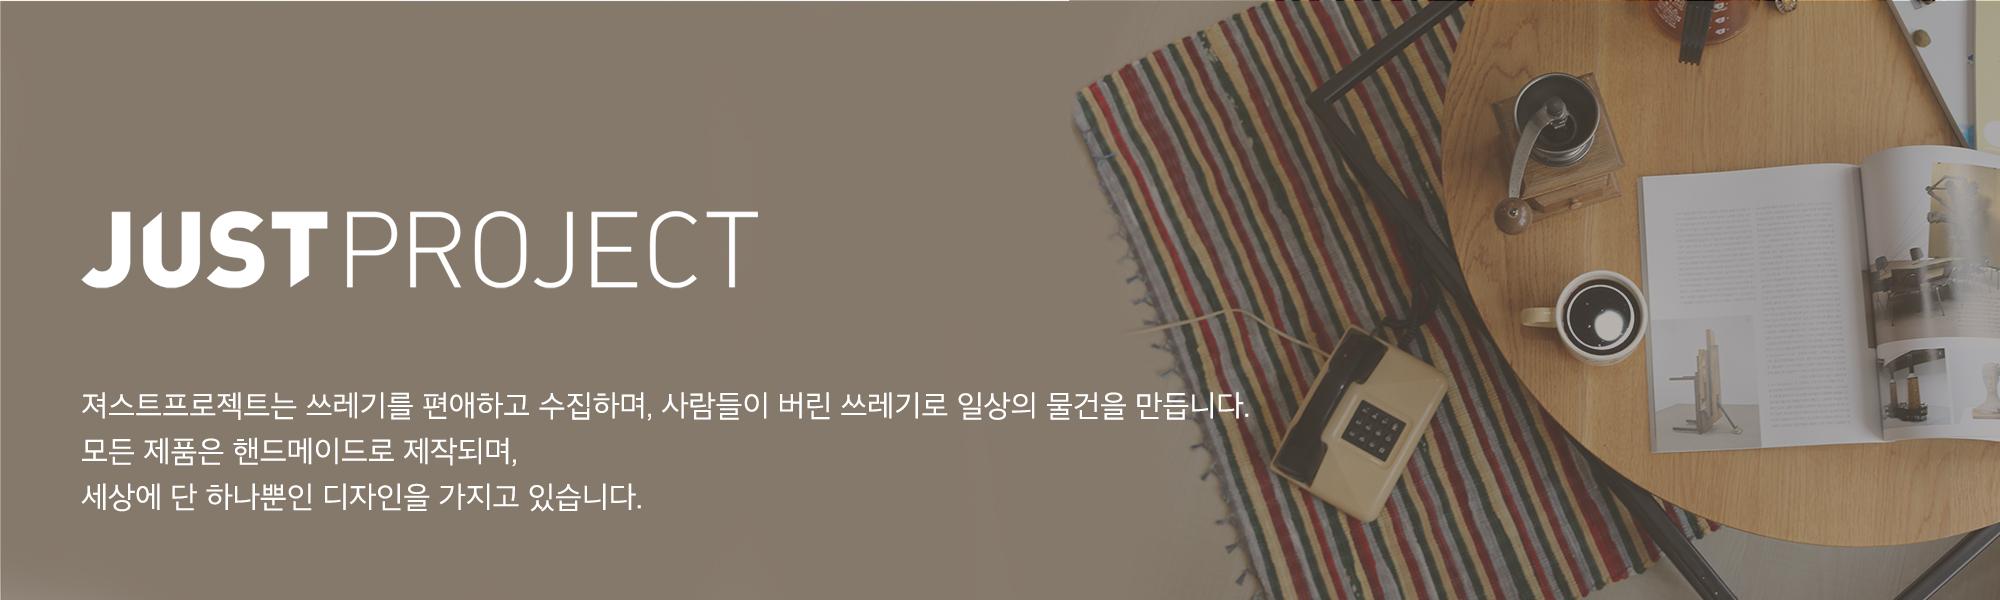 JUSTPROJECT
져스트프로젝트는 쓰레기를 편애하고 수집하며, 사람들이 버린 쓰레기로 일상의 물건을 만듭니다.
모든 제품은 핸드메이드로 제작되며,
세상에 단 하나뿐인 디자인을 가지고 있습니다.